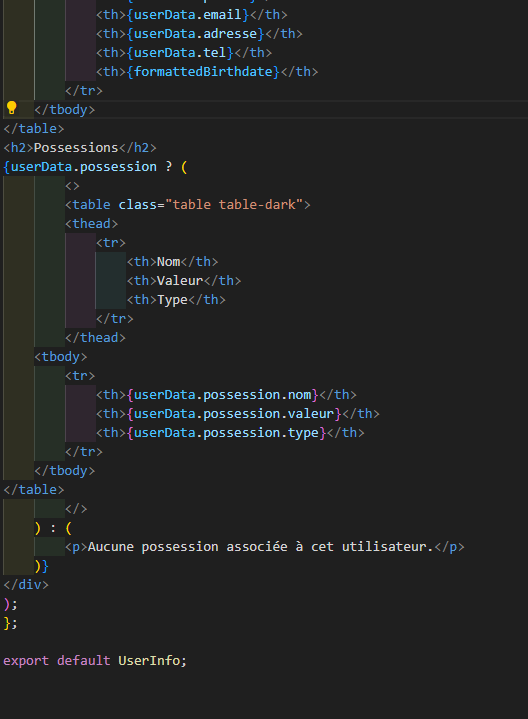 <th>{userData.email}</th>
<th>{userData.adresse}</th>
<th>{userData.tel}</th>
<th>{formattedBirthdate}</th>
</tr>
</tbody>
</table>
<h2>Possessions</h2>
{userData.possession ? (
<>
<table class="table table-dark">
<thead>
<tr>
<th>Nom</th>
<th>Valeur</th>
<th>Type</th>
</tr>
</thead>
<tbody>
<tr>
<th>{userData.possession.nom}</th>
<th>{userData.possession.valeur}</th>
<th>{userData.possession.type}</th>
</tr>
</tbody>
</table>
</>
) : (
<p>Aucune possession associée à cet utilisateur.</p>
)}
</div>
);
};
export default UserInfo;